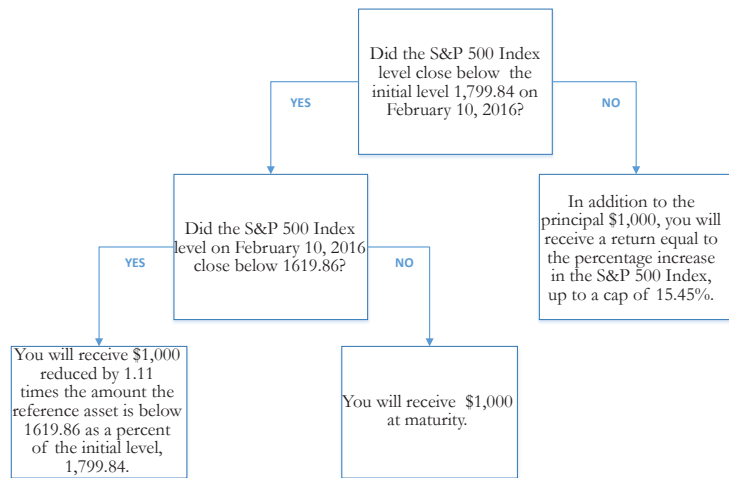 Did the S&P 500 Index
level close below the
initial level 1,799.84 on
February 10, 2016?
YES
NO
Did the S&P 500 Index
level on February 10, 2016
close below 1619.86?
In addition to the
principal $1,000, you will
receive a return equal to
the percentage increase
in the S&P 500 Index,
up to a cap of 15.45%.
YES
NO
You will receive $1,000
reduced by 1.11
times the amount the
reference asset is below
1619.86 as a percent
of the initial level,
1,799.84.
You will receive $1,000
at maturity.